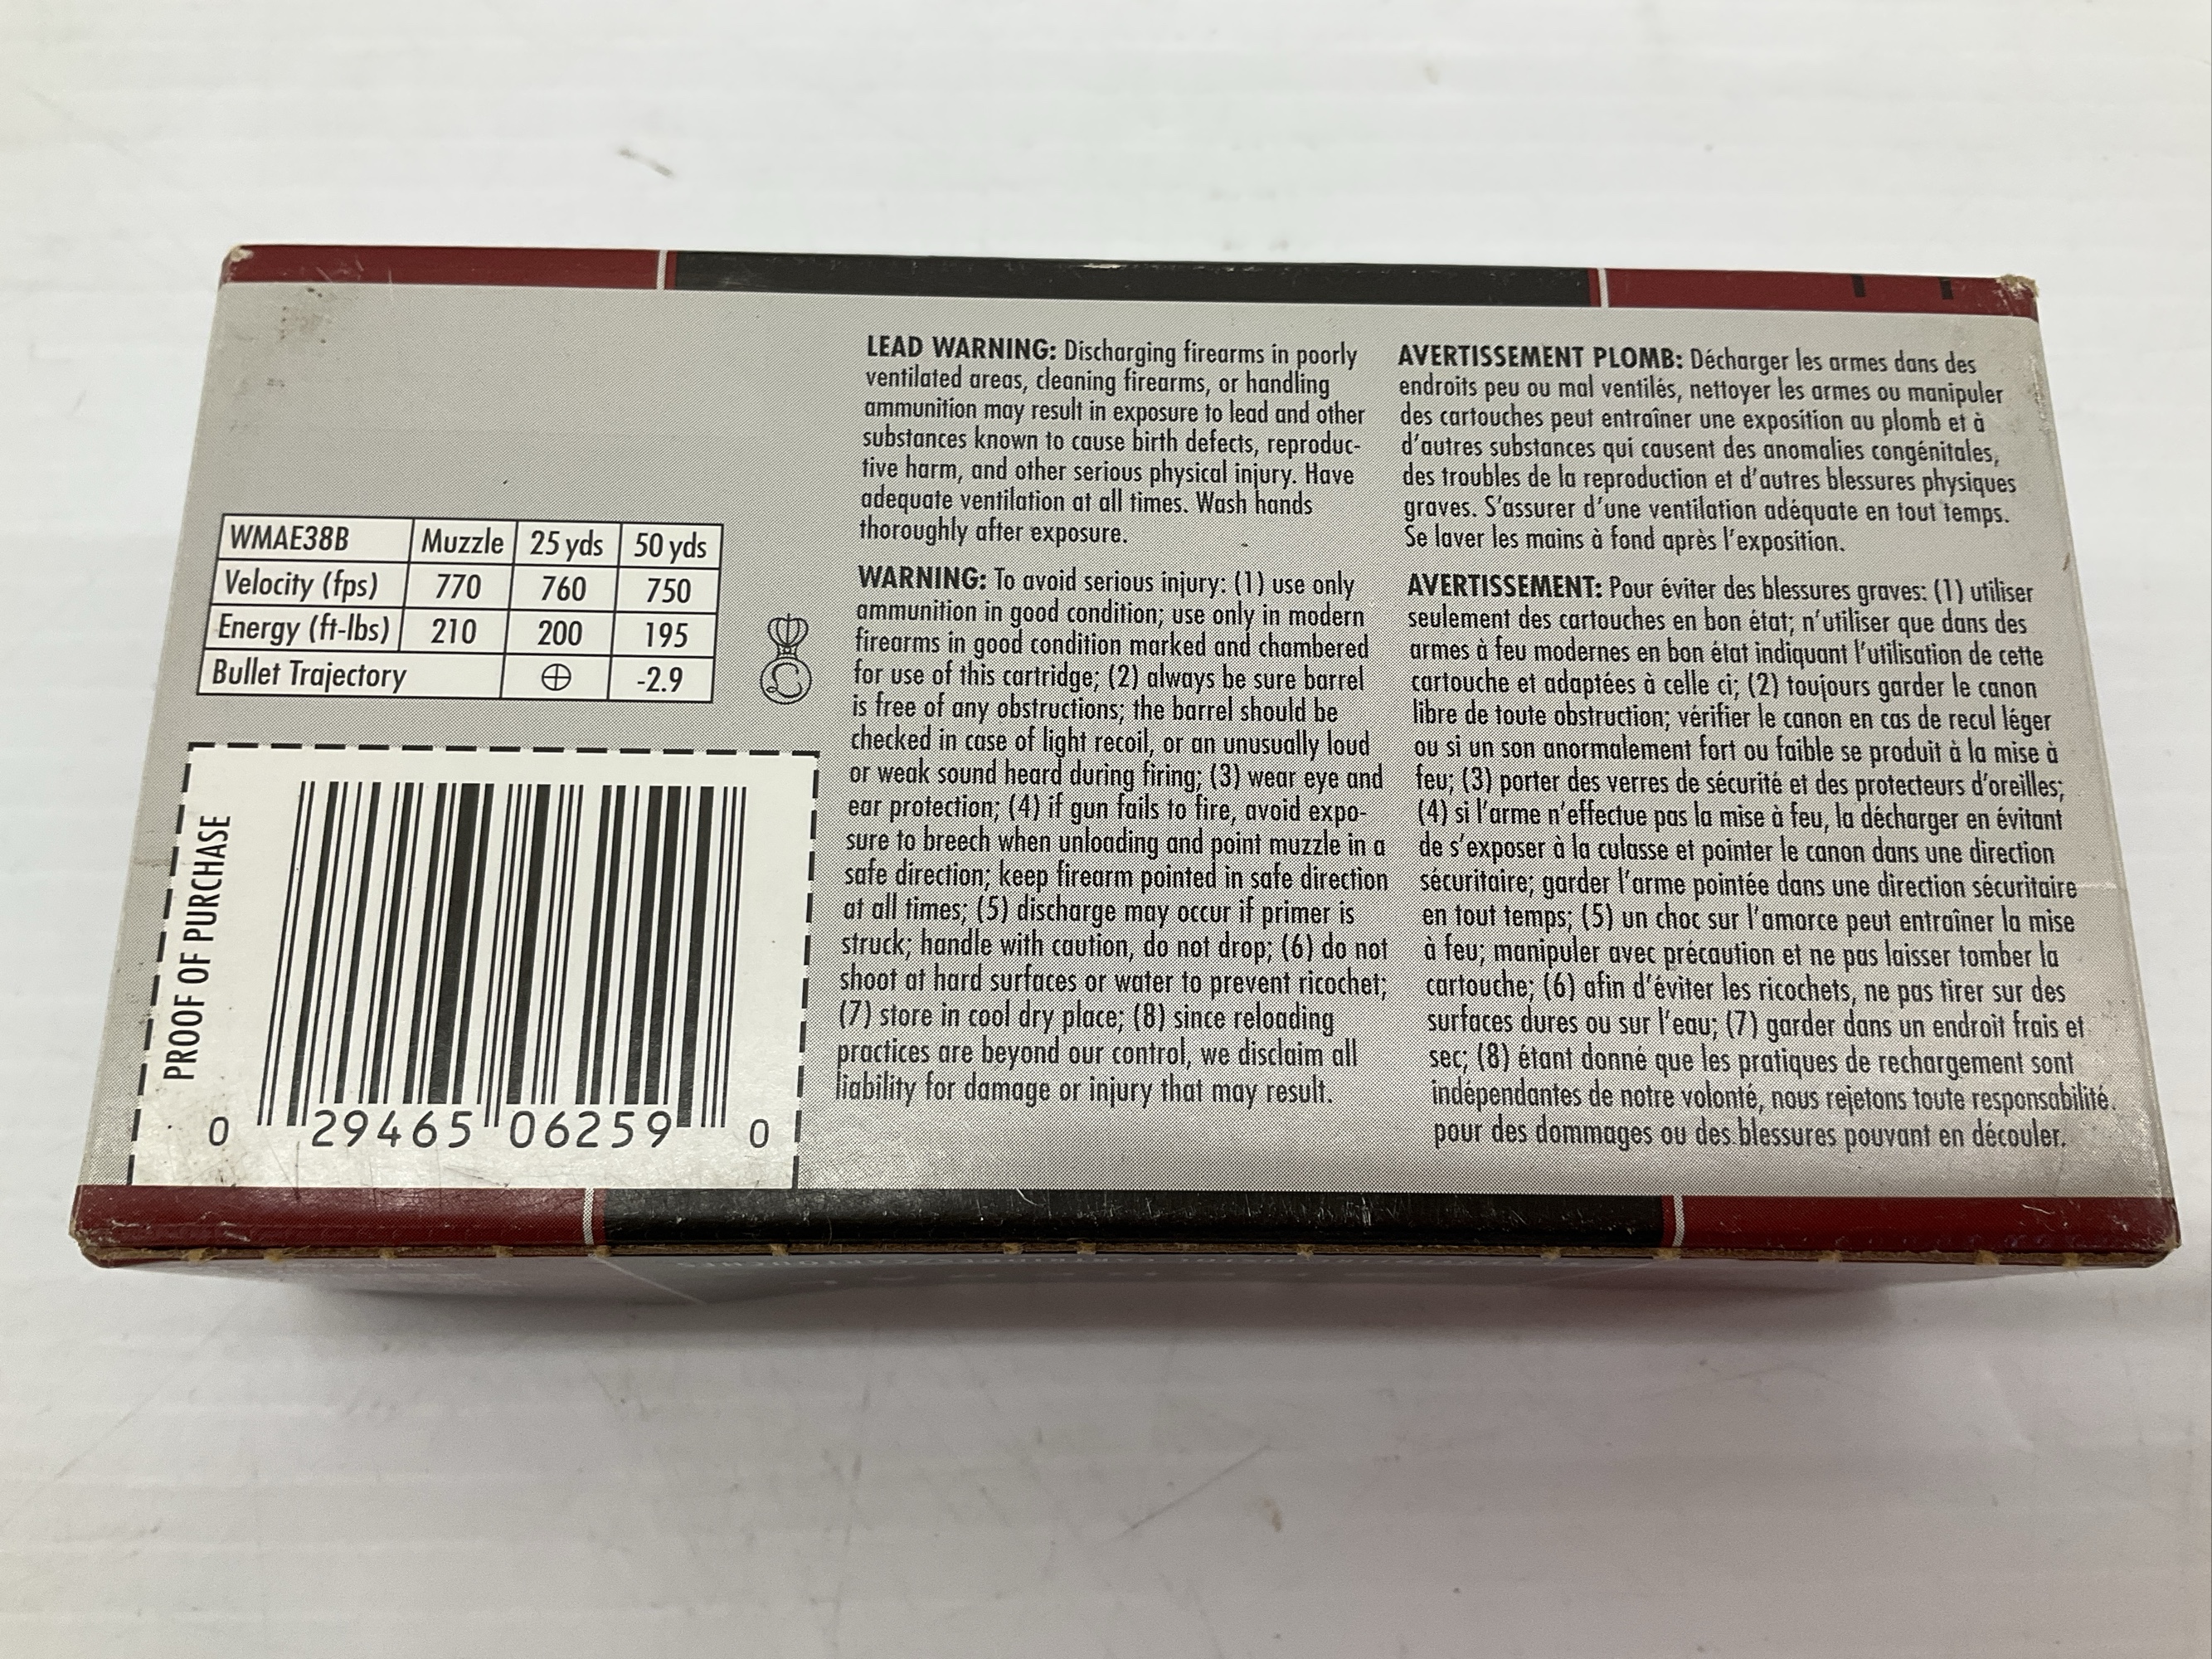 WMAE38B Muzzle 25 yds 50 yds
Velocity (fps) 770 760 750
Energy (ft-lbs) 210 200 195
Bullet Trajectory ⊕ -2.9
PROOF OF PURCHASE
0 29465 06259 0
LEAD WARNING: Discharging firearms in poorly
ventilated areas, cleaning firearms, or handling
ammunition may result in exposure to lead and other
substances known to cause birth defects, reproduc-
tive harm, and other serious physical injury. Have
adequate ventilation at all times. Wash hands
thoroughly after exposure.
WARNING: To avoid serious injury: (1) use only
ammunition in good condition; use only in modern
firearms in good condition marked and chambered
for use of this cartridge; (2) always be sure barrel
is free of any obstructions; the barrel should be
checked in case of light recoil, or an unusually loud
or weak sound heard during firing; (3) wear eye and
ear protection; (4) if gun fails to fire, avoid expo-
sure to breech when unloading and point muzzle in a
safe direction; keep firearm pointed in safe direction
at all times; (5) discharge may occur if primer is
struck; handle with caution, do not drop; (6) do not
shoot at hard surfaces or water to prevent ricochet;
(7) store in cool dry place; (8) since reloading
practices are beyond our control, we disclaim all
liability for damage or injury that may result.
AVERTISSEMENT PLOMB: Décharger les armes dans des
endroits peu ou mal ventilés, nettoyer les armes ou manipuler
des cartouches peut entraîner une exposition au plomb et à
d'autres substances qui causent des anomalies congénitales,
des troubles de la reproduction et d'autres blessures physiques
graves. S'assurer d'une ventilation adéquate en tout temps.
Se laver les mains à fond après l'exposition.
AVERTISSEMENT: Pour éviter des blessures graves: (1) utiliser
seulement des cartouches en bon état; n'utiliser que dans des
armes à feu modernes en bon état indiquant l'utilisation de cette
cartouche et adaptées à celle ci; (2) toujours garder le canon
libre de toute obstruction; vérifier le canon en cas de recul léger
ou si un son anormalement fort ou faible se produit à la mise à
feu; (3) porter des verres de sécurité et des protecteurs d'oreilles;
(4) si l'arme n'effectue pas la mise à feu, la décharger en évitant
de s'exposer à la culasse et pointer le canon dans une direction
sécuritaire; garder l'arme pointée dans une direction sécuritaire
en tout temps; (5) un choc sur l'amorce peut entraîner la mise
à feu; manipuler avec précaution et ne pas laisser tomber la
cartouche; (6) afin d'éviter les ricochets, ne pas tirer sur des
surfaces dures ou sur l'eau; (7) garder dans un endroit frais et
sec; (8) étant donné que les pratiques de rechargement sont
indépendantes de notre volonté, nous rejetons toute responsabilité
pour des dommages ou des blessures pouvant en découler.